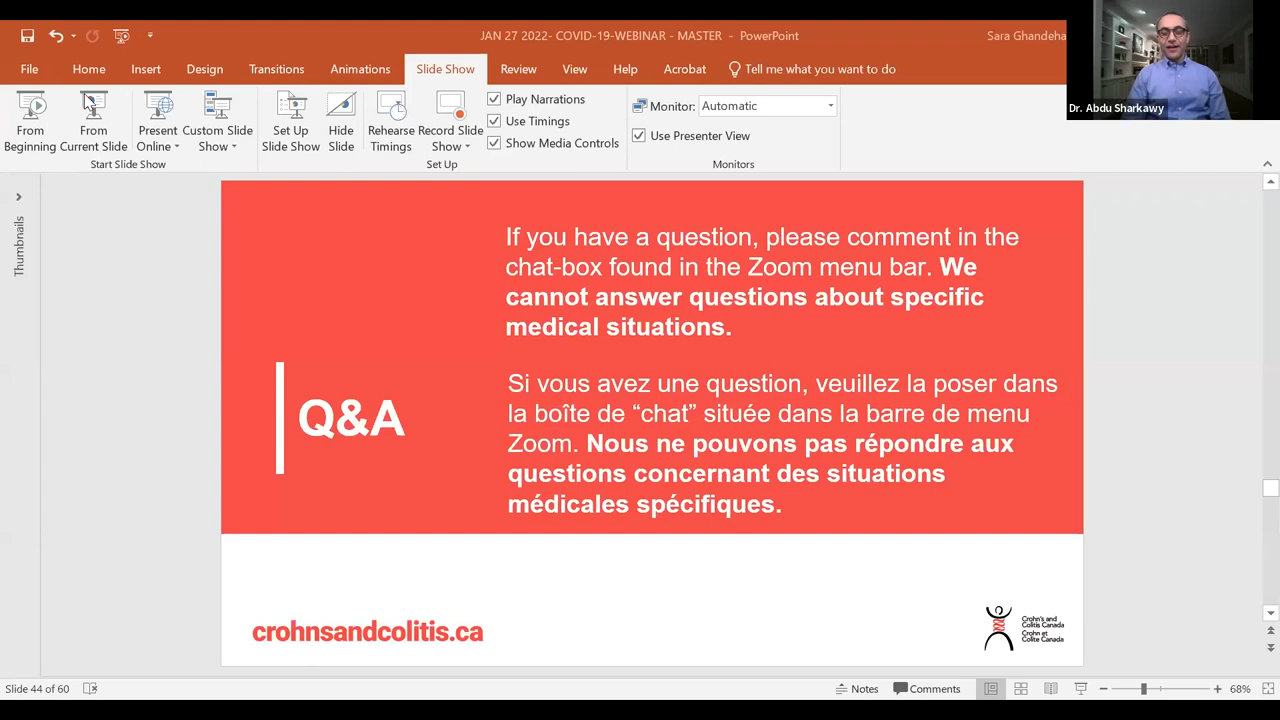 JAN 27 2022- COVID-19-WEBINAR - MASTER - PowerPoint
Sara Ghandeha
File Home Insert Design Transitions Animations Slide Show Review View Help Acrobat Tell me what you want to do
Dr. Abdu Sharkawy
From Beginning
From Current Slide
Present Online
Custom Slide Show
Start Slide Show
Set Up Slide Show
Hide Slide
Rehearse Timings
Record Slide Show
Play Narrations
Use Timings
Show Media Controls
Set Up
Monitor: Automatic
Use Presenter View
Monitors
Thumbnails
If you have a question, please comment in the
chat-box found in the Zoom menu bar. We
cannot answer questions about specific
medical situations.
Q&A
Si vous avez une question, veuillez la poser dans
la boîte de “chat” située dans la barre de menu
Zoom. Nous ne pouvons pas répondre aux
questions concernant des situations
médicales spécifiques.
crohnsandcolitis.ca
Crohn's and
Colitis Canada
Crohn et
Colite Canada
Slide 44 of 60
Notes Comments 68%